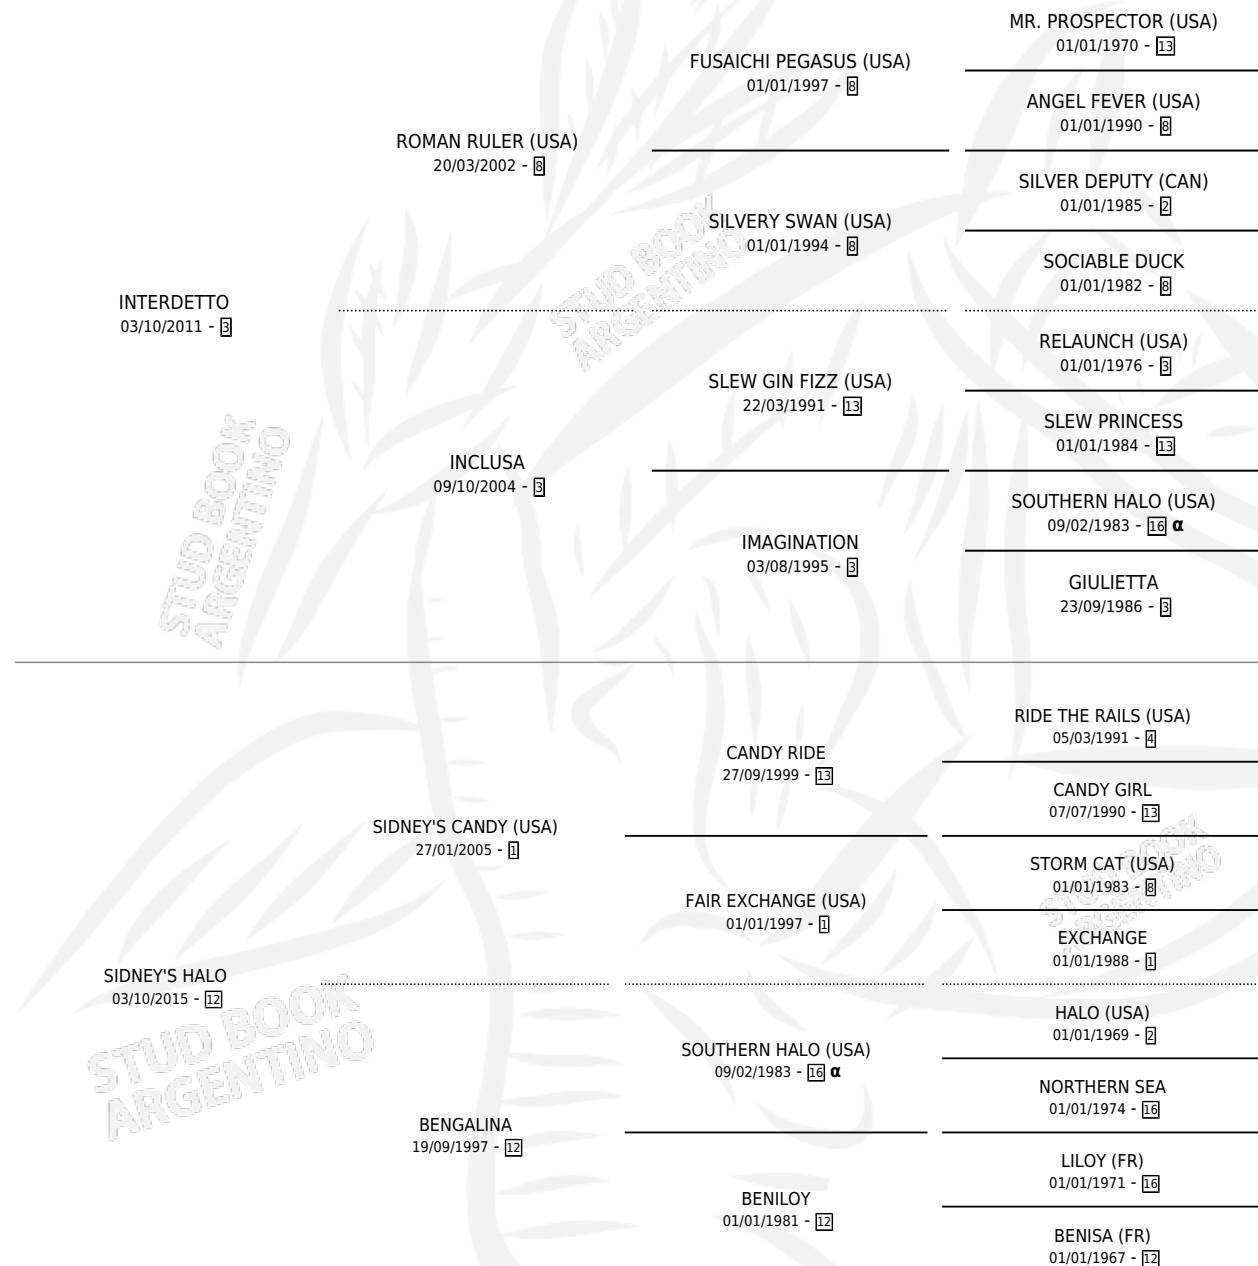 MR. PROSPECTOR (USA)
01/01/1970 - 13
FUSAICHI PEGASUS (USA)
01/01/1997 - 8
ANGEL FEVER (USA)
01/01/1990 - 8
ROMAN RULER (USA)
20/03/2002 - 8
SILVER DEPUTY (CAN)
01/01/1985 - 2
SILVERY SWAN (USA)
01/01/1994 - 8
SOCIABLE DUCK
01/01/1982 - 8
STUD BOOK
ARGENTINO
INTERDETTO
03/10/2011 - 3
RELAUNCH (USA)
01/01/1976 - 3
SLEW GIN FIZZ (USA)
22/03/1991 - 13
SLEW PRINCESS
01/01/1984 - 13
INCLUSA
09/10/2004 - 3
SOUTHERN HALO (USA)
09/02/1983 - 16 α
IMAGINATION
03/08/1995 - 3
GIULIETTA
23/09/1986 - 3
STUD BOOK
ARGENTINO
RIDE THE RAILS (USA)
05/03/1991 - 4
CANDY RIDE
27/09/1999 - 13
CANDY GIRL
07/07/1990 - 13
SIDNEY'S CANDY (USA)
27/01/2005 - 1
STORM CAT (USA)
01/01/1983 - 8
FAIR EXCHANGE (USA)
01/01/1997 - 1
EXCHANGE
01/01/1988 - 1
STUD BOOK
ARGENTINO
SIDNEY'S HALO
03/10/2015 - 12
HALO (USA)
01/01/1969 - 2
SOUTHERN HALO (USA)
09/02/1983 - 16 α
NORTHERN SEA
01/01/1974 - 16
STUD BOOK
ARGENTINO
BENGALINA
19/09/1997 - 12
LILOY (FR)
01/01/1971 - 16
BENILOY
01/01/1981 - 12
BENISA (FR)
01/01/1967 - 12